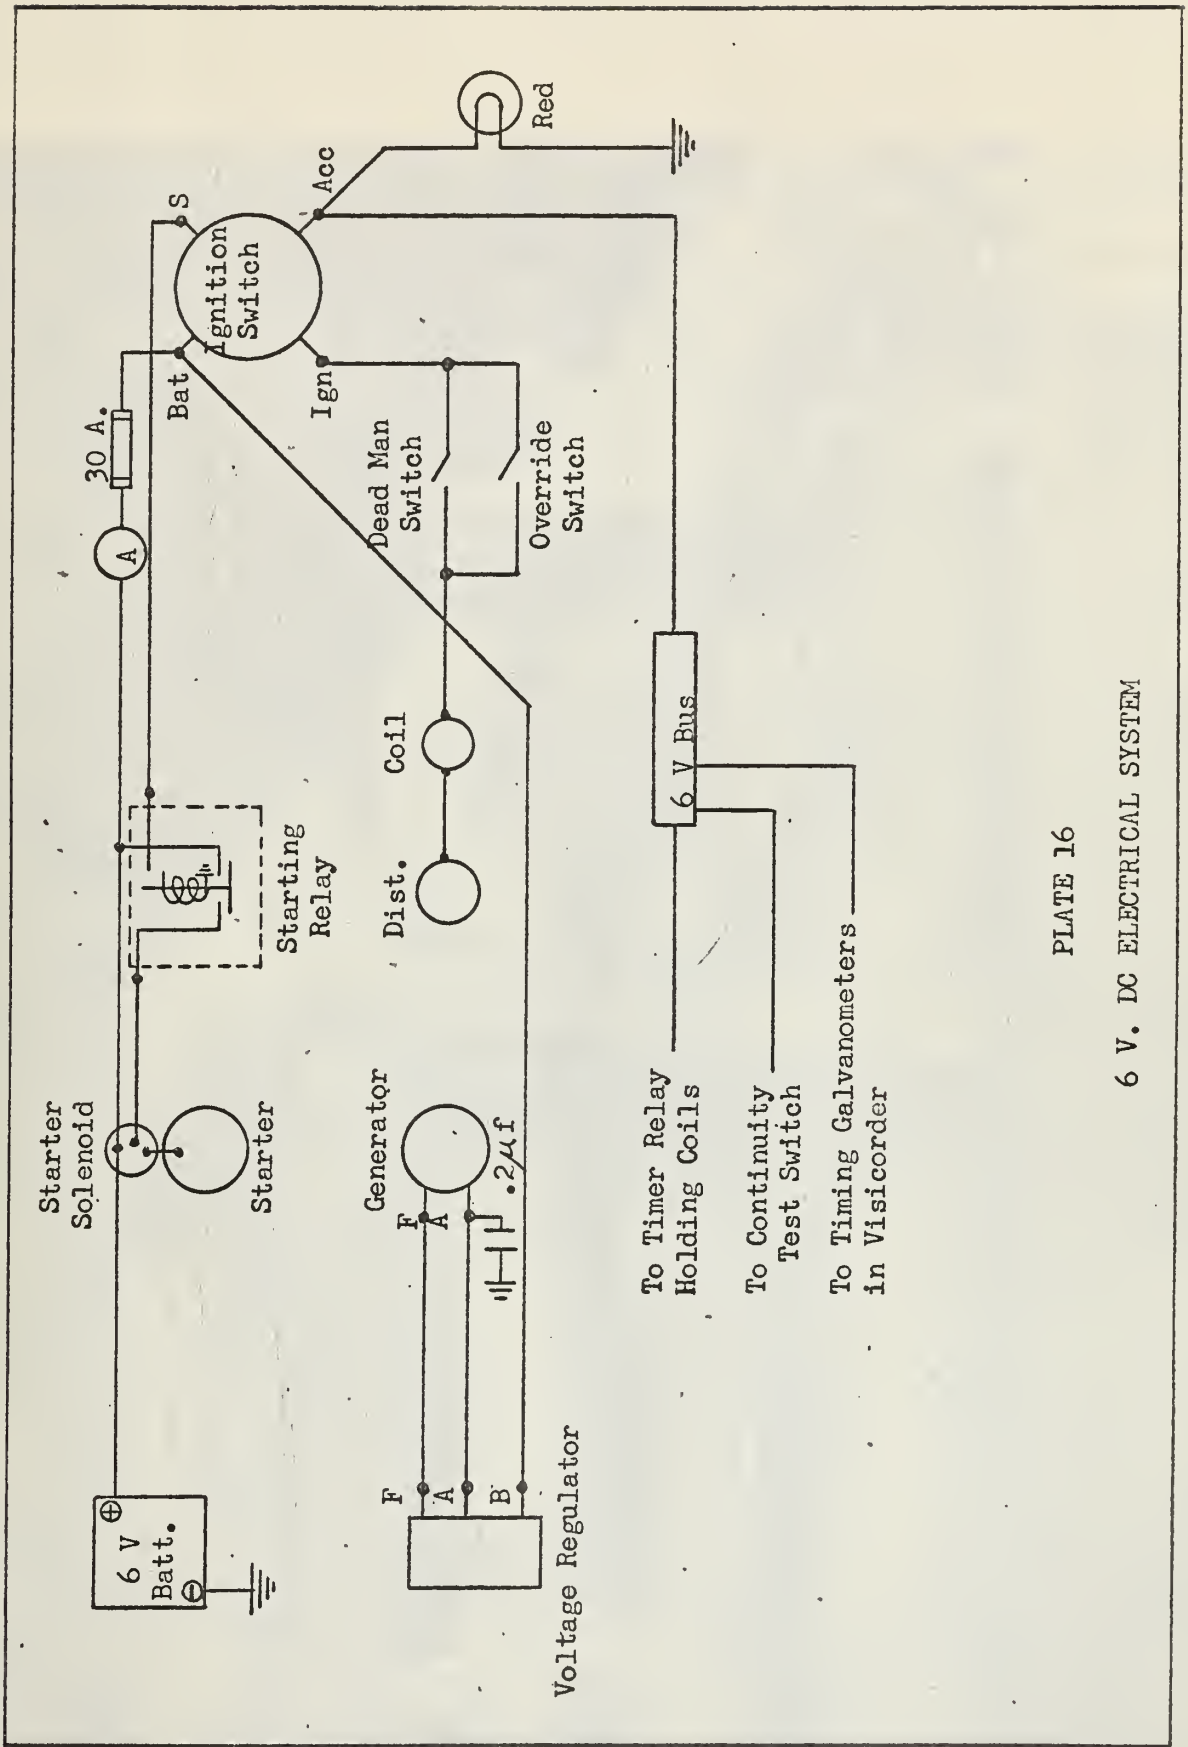 Starter
Solenoid
30 A.
A
S
Bat
Ignition
Switch
Acc
Red
Ign
6 V
Batt.
⊕
⊖
Starter
Starting
Relay
Dead Man
Switch
Override
Switch
Coil
Dist.
Generator
F
A
.2µf
F
A
B
Voltage Regulator
6 V Bus
To Timer Relay
Holding Coils
To Continuity
Test Switch
To Timing Galvanometers
in Visicorder
PLATE 16
6 V. DC ELECTRICAL SYSTEM